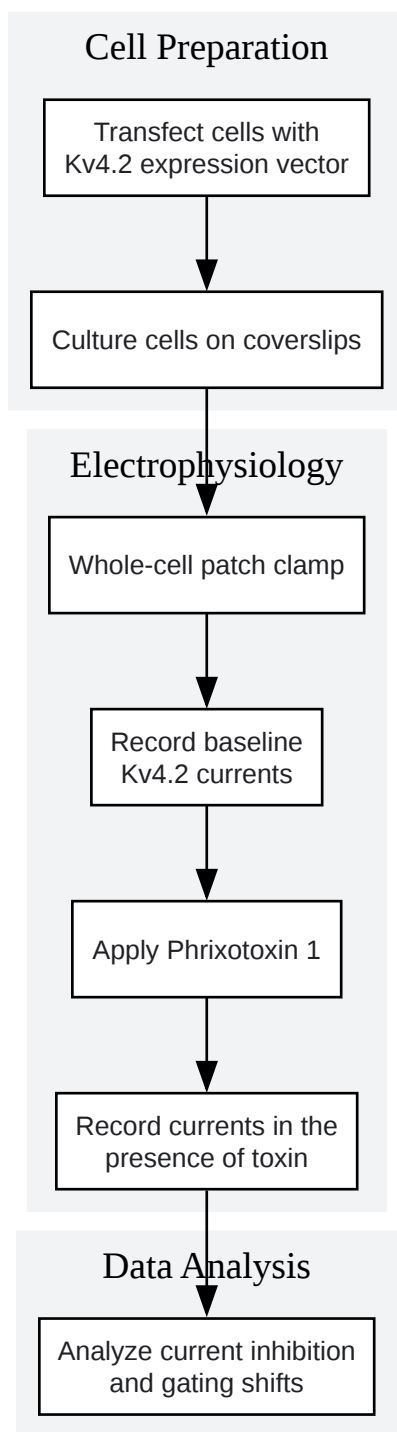 Cell Preparation
Transfect cells with
Kv4.2 expression vector
Culture cells on coverslips
Electrophysiology
Whole-cell patch clamp
Record baseline
Kv4.2 currents
Apply Phrixotoxin 1
Record currents in the
presence of toxin
Data Analysis
Analyze current inhibition
and gating shifts